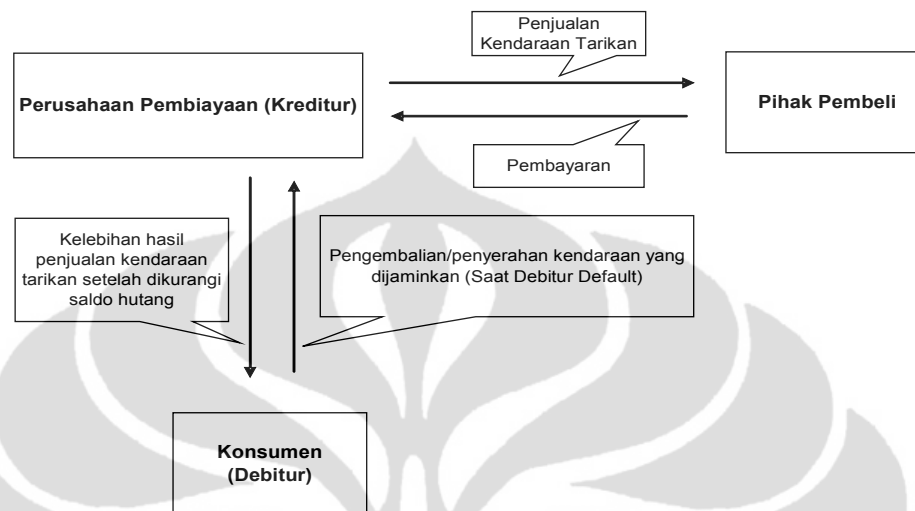 Penjualan
Kendaraan Tarikan
Perusahaan Pembiayaan (Kreditur)
Pihak Pembeli
Pembayaran
Kelebihan hasil
penjualan kendaraan
tarikan setelah dikurangi
saldo hutang
Pengembalian/penyerahan kendaraan yang
dijaminkan (Saat Debitur Default)
Konsumen
(Debitur)